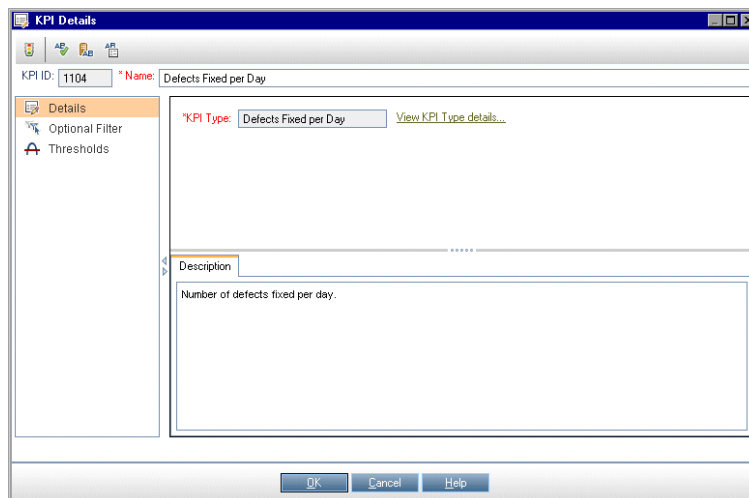 KPI Details
KPI ID: 1104 * Name: Defects Fixed per Day
Details
Optional Filter
Thresholds
*KPI Type: Defects Fixed per Day View KPI Type details...
Description
Number of defects fixed per day.
OK Cancel Help